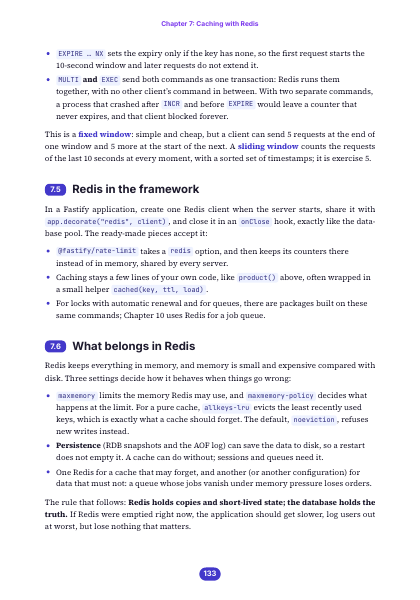 Chapter 7: Caching with Redis
• EXPIRE … NX sets the expiry only if the key has none, so the first request starts the
10-second window and later requests do not extend it.
• MULTI and EXEC send both commands as one transaction: Redis runs them
together, with no other client's command in between. With two separate commands,
a process that crashed after INCR and before EXPIRE would leave a counter that
never expires, and that client blocked forever.
This is a fixed window: simple and cheap, but a client can send 5 requests at the end of
one window and 5 more at the start of the next. A sliding window counts the requests
of the last 10 seconds at every moment, with a sorted set of timestamps; it is exercise 5.
7.5 Redis in the framework
In a Fastify application, create one Redis client when the server starts, share it with
app.decorate("redis", client), and close it in an onClose hook, exactly like the data-
base pool. The ready-made pieces accept it:
• @fastify/rate-limit takes a redis option, and then keeps its counters there
instead of in memory, shared by every server.
• Caching stays a few lines of your own code, like product() above, often wrapped in
a small helper cached(key, ttl, load).
• For locks with automatic renewal and for queues, there are packages built on these
same commands; Chapter 10 uses Redis for a job queue.
7.6 What belongs in Redis
Redis keeps everything in memory, and memory is small and expensive compared with
disk. Three settings decide how it behaves when things go wrong:
• maxmemory limits the memory Redis may use, and maxmemory-policy decides what
happens at the limit. For a pure cache, allkeys-lru evicts the least recently used
keys, which is exactly what a cache should forget. The default, noeviction, refuses
new writes instead.
• Persistence (RDB snapshots and the AOF log) can save the data to disk, so a restart
does not empty it. A cache can do without; sessions and queues need it.
• One Redis for a cache that may forget, and another (or another configuration) for
data that must not: a queue whose jobs vanish under memory pressure loses orders.
The rule that follows: Redis holds copies and short-lived state; the database holds the
truth. If Redis were emptied right now, the application should get slower, log users out
at worst, but lose nothing that matters.
133